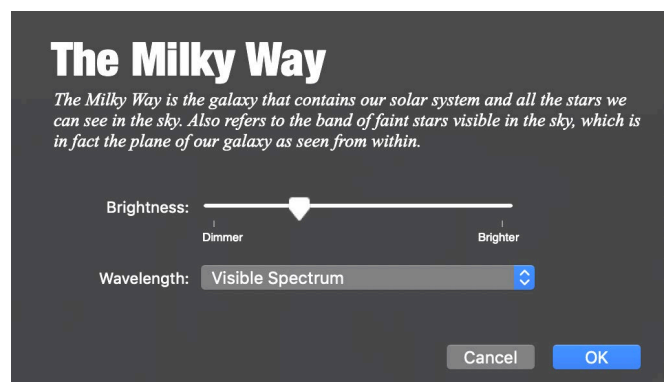 The Milky Way
The Milky Way is the galaxy that contains our solar system and all the stars we
can see in the sky. Also refers to the band of faint stars visible in the sky, which is
in fact the plane of our galaxy as seen from within.
Brightness:
Dimmer Brighter
Wavelength: Visible Spectrum
Cancel OK